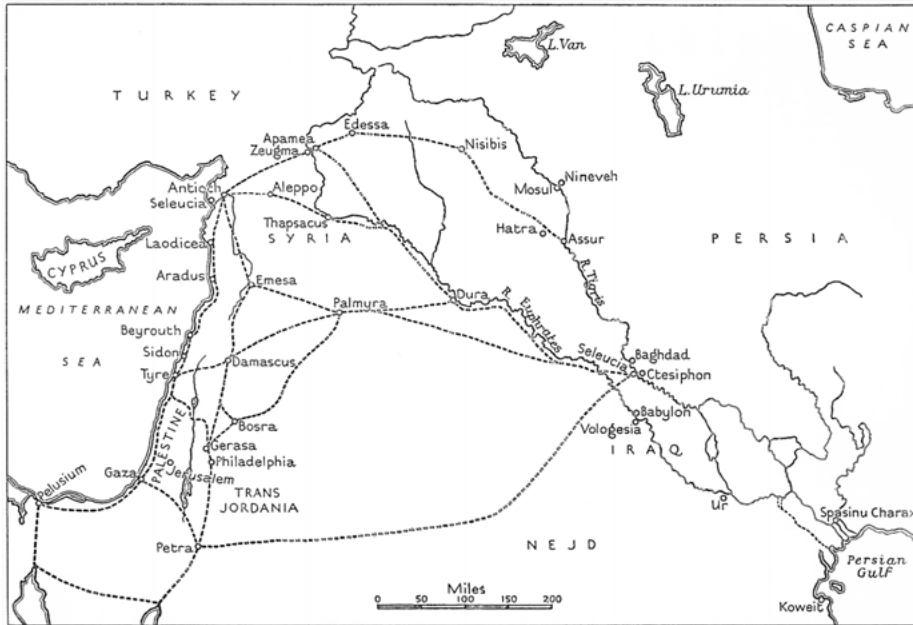 CASPIAN
SEA
L.Van
L.Urumia
TURKEY
Edessa
Apamea
Zeugma
Nisibis
Nineveh
Mosul
Antioch
Seleucia
Aleppo
Thapsacus
SYRIA
Hatra
Assur
PERSIA
Laodicea
CYPRUS
Aradus
Emesa
R. Tigris
MEDITERRANEAN
SEA
Palmura
Dura
R. Euphrates
Beyrouth
Sidon
Tyre
Damascus
Seleucia
Baghdad
Ctesiphon
Bosra
Babylon
Vologesia
IRAQ
PALESTINE
Gerasa
Philadelphia
Jerusalem
Gaza
Pelusium
TRANS
JORDANIA
Ur
Spasinu Charax
Petra
NEJD
Persian
Gulf
Koweit
Miles
0 50 100 200